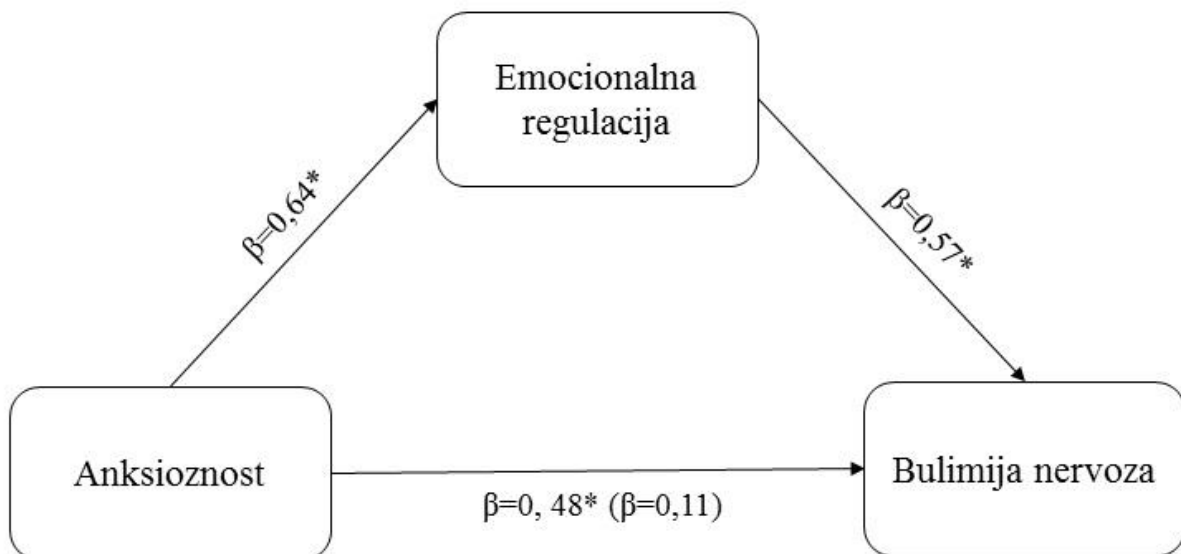 Emocionalna
regulacija
β=0,64*
β=0,57*
Anksioznost
β=0, 48* (β=0,11)
Bulimija nervoza